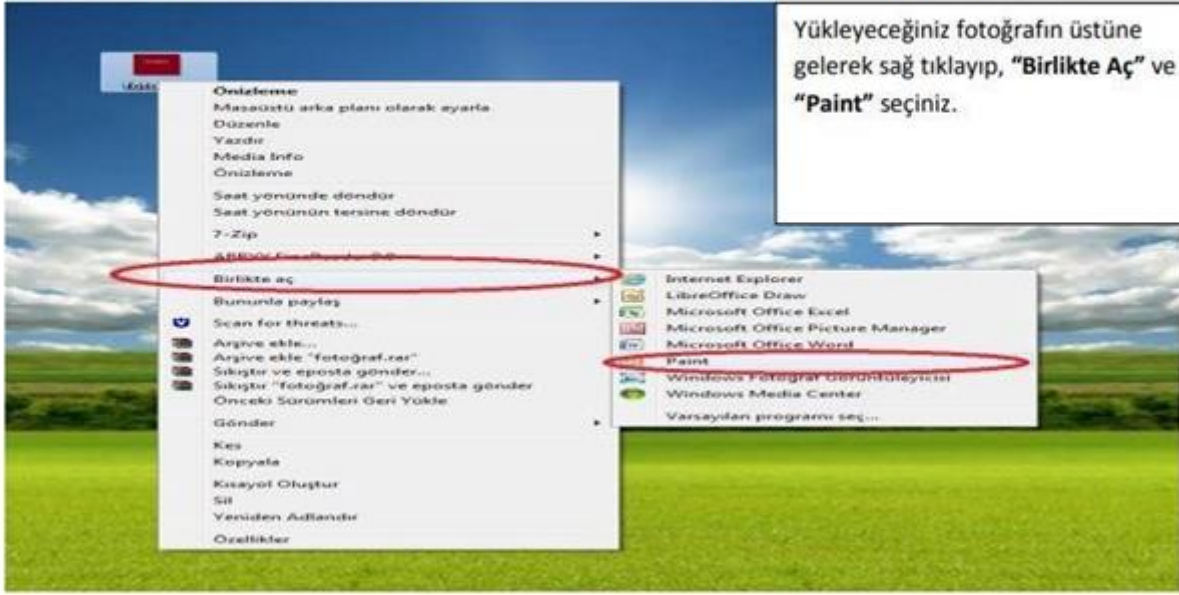 Yükleyeceğiniz fotoğrafın üstüne
gelerek sağ tıklayıp, “Birlikte Aç” ve
“Paint” seçiniz.
Önizleme
Masaüstü arka planı olarak ayarla
Düzenle
Yazdır
Media Info
Önizleme
Saat yönünde döndür
Saat yönünün tersine döndür
7-Zip
Birlikte aç
Bununla paylaş
Scan for threats...
Arşive ekle...
Arşive ekle "fotoğraf.rar"
Sıkıştır ve eposta gönder...
Sıkıştır "fotoğraf.rar" ve eposta gönder
Önceki Sürümleri Geri Yükle
Gönder
Kes
Kopyala
Kısayol Oluştur
Sil
Yeniden Adlandır
Özellikler
Internet Explorer
LibreOffice Draw
Microsoft Office Excel
Microsoft Office Picture Manager
Microsoft Office Word
Paint
Windows Fotoğraf Görüntüleyicisi
Windows Media Center
Varsayılan programı seç...